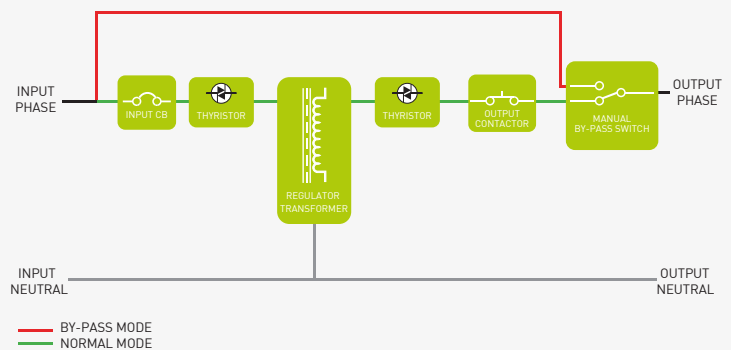 INPUT
PHASE
INPUT CB
THYRISTOR
REGULATOR
TRANSFORMER
THYRISTOR
OUTPUT
CONTACTOR
MANUAL
BY-PASS SWITCH
OUTPUT
PHASE
INPUT
NEUTRAL
OUTPUT
NEUTRAL
BY-PASS MODE
NORMAL MODE